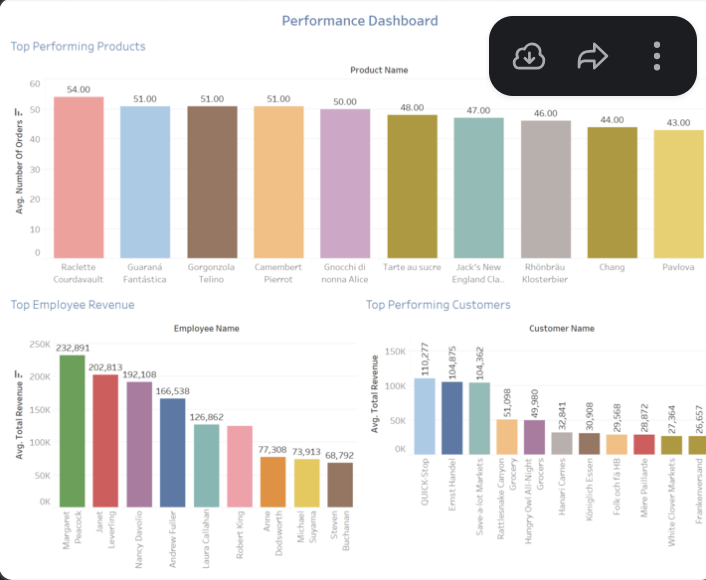 Performance Dashboard
Top Performing Products
Product Name
Avg. Number Of Orders
60
50
40
30
20
10
0
54.00
51.00
51.00
51.00
50.00
48.00
47.00
46.00
44.00
43.00
Raclette
Courdavault
Guaraná
Fantástica
Gorgonzola
Telino
Camembert
Pierrot
Gnocchi di
nonna Alice
Tarte au sucre
Jack's New
England Cla..
Rhönbräu
Klosterbier
Chang
Pavlova
Top Employee Revenue
Employee Name
Avg. Total Revenue
250K
200K
150K
100K
50K
0K
232,891
202,813
192,108
166,538
126,862
77,308
73,913
68,792
Margaret
Peacock
Janet
Leverling
Nancy Davolio
Andrew Fuller
Laura Callahan
Robert King
Anne
Dodsworth
Michael
Suyama
Steven
Buchanan
Top Performing Customers
Customer Name
Avg. Total Revenue
150K
100K
50K
0K
110,277
104,875
104,362
51,098
49,980
32,841
30,908
29,568
28,872
27,364
26,657
QUICK-Stop
Ernst Handel
Save-a-lot Markets
Rattlesnake Canyon
Grocery
Hungry Owl All-Night
Grocers
Hanari Carnes
Königlich Essen
Folk och fä HB
Mère Paillarde
White Clover Markets
Frankenversand